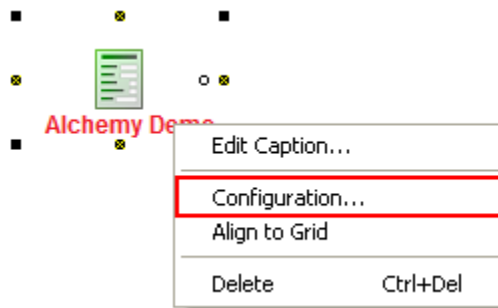 Alchemy Demo
Edit Caption...
Configuration...
Align to Grid
Delete Ctrl+Del